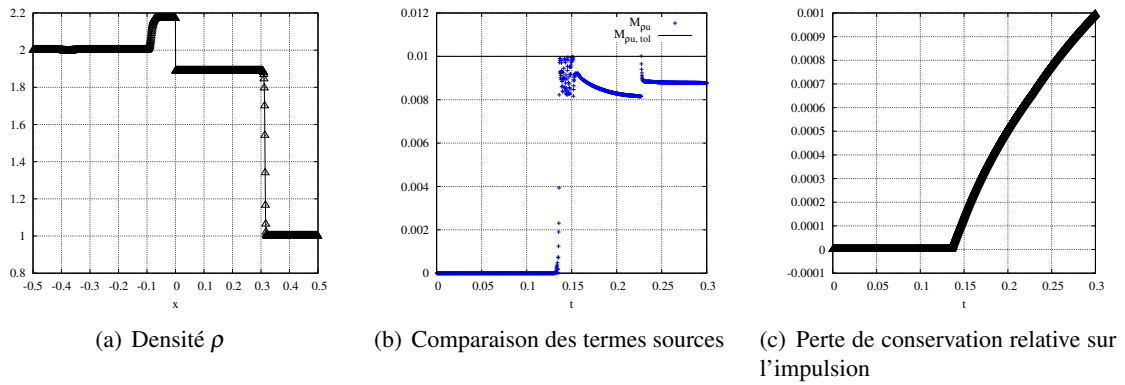 2.2
2
1.8
1.6
1.4
1.2
1
0.8
-0.5 -0.4 -0.3 -0.2 -0.1 0 0.1 0.2 0.3 0.4 0.5
x
(a) Densité ρ
0.012
0.01
0.008
0.006
0.004
0.002
0
0 0.05 0.1 0.15 0.2 0.25 0.3
t
M_ρu
M_ρu, tol
(b) Comparaison des termes sources
0.001
0.0009
0.0008
0.0007
0.0006
0.0005
0.0004
0.0003
0.0002
0.0001
0
-0.0001
0 0.05 0.1 0.15 0.2 0.25 0.3
t
(c) Perte de conservation relative sur
l'impulsion